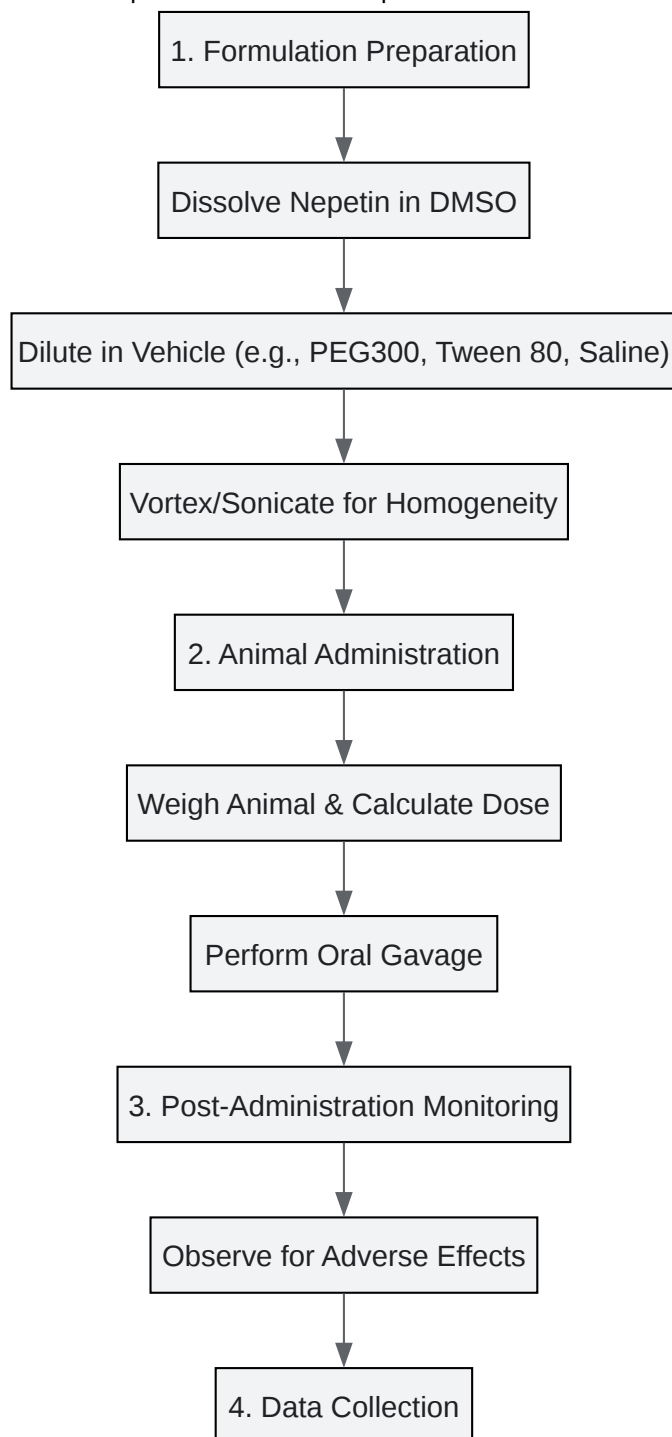 1. Formulation Preparation
Dissolve Nepetin in DMSO
Dilute in Vehicle (e.g., PEG300, Tween 80, Saline)
Vortex/Sonicate for Homogeneity
2. Animal Administration
Weigh Animal & Calculate Dose
Perform Oral Gavage
3. Post-Administration Monitoring
Observe for Adverse Effects
4. Data Collection